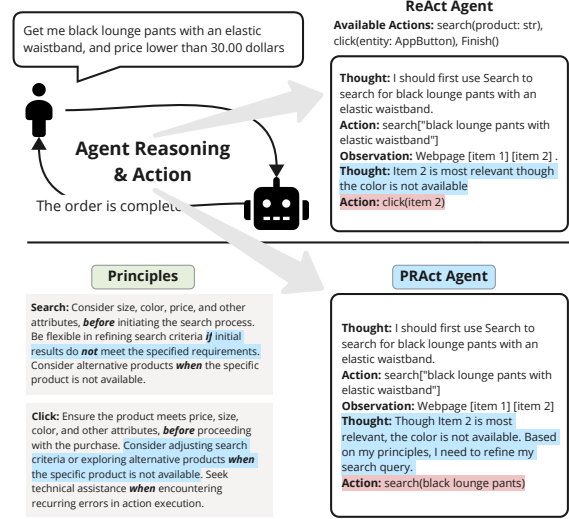 Get me black lounge pants with an elastic
waistband, and price lower than 30.00 dollars
Agent Reasoning
& Action
The order is complete
ReAct Agent
Available Actions: search(product: str),
click(entity: AppButton), Finish()
Thought: I should first use Search to
search for black lounge pants with an
elastic waistband.
Action: search["black lounge pants with
elastic waistband"]
Observation: Webpage [item 1] [item 2] .
Thought: Item 2 is most relevant though
the color is not available
Action: click(item 2)
Principles
Search: Consider size, color, price, and other
attributes, before initiating the search process.
Be flexible in refining search criteria if initial
results do not meet the specified requirements.
Consider alternative products when the specific
product is not available.
Click: Ensure the product meets price, size,
color, and other attributes, before proceeding
with the purchase. Consider adjusting search
criteria or exploring alternative products when
the specific product is not available. Seek
technical assistance when encountering
recurring errors in action execution.
PRAct Agent
Thought: I should first use Search to
search for black lounge pants with an
elastic waistband.
Action: search["black lounge pants with
elastic waistband"]
Observation: Webpage [item 1] [item 2]
Thought: Though Item 2 is most
relevant, the color is not available. Based
on my principles, I need to refine my
search query.
Action: search(black lounge pants)